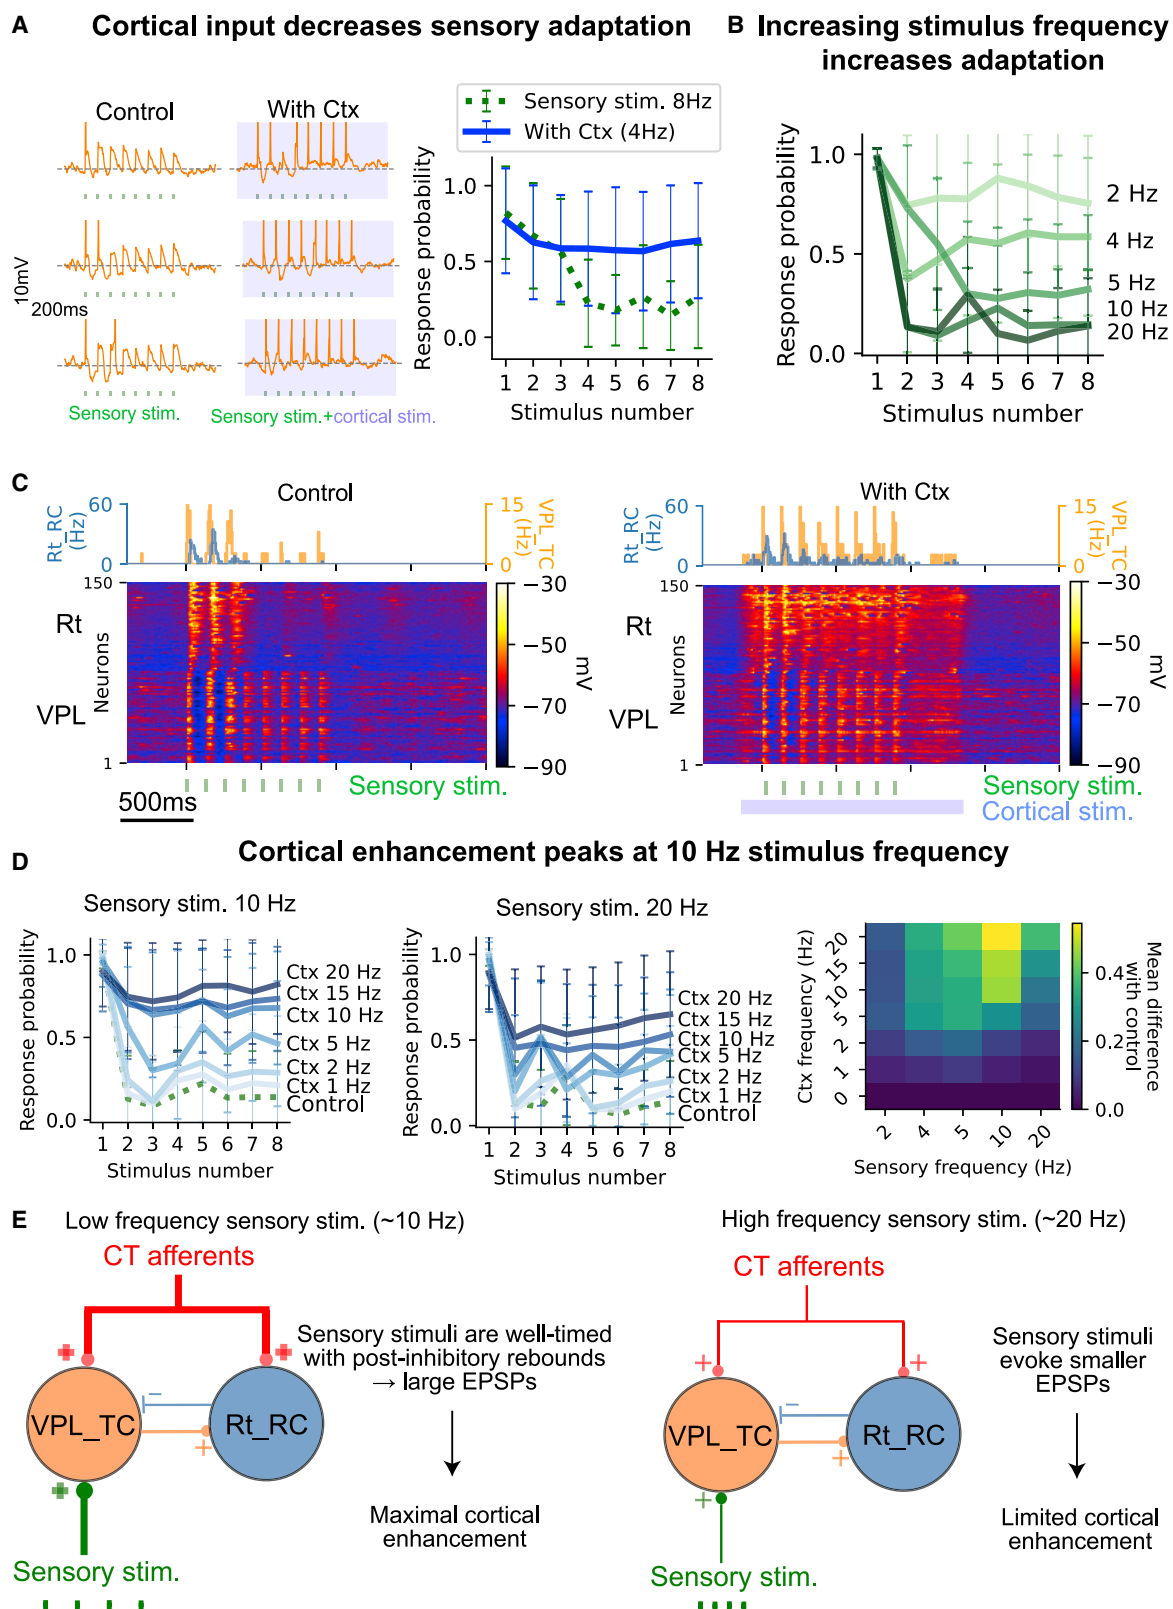 A Cortical input decreases sensory adaptation
Control
With Ctx
10mV
200ms
Sensory stim.
Sensory stim.+cortical stim.
Sensory stim. 8Hz
With Ctx (4Hz)
Response probability
1.0
0.5
0.0
1 2 3 4 5 6 7 8
Stimulus number
B Increasing stimulus frequency
increases adaptation
Response probability
1.0
0.5
0.0
2 Hz
4 Hz
5 Hz
10 Hz
20 Hz
1 2 3 4 5 6 7 8
Stimulus number
C
Control
Rt_RC
(Hz)
60
0
15
0
VPL_TC
(Hz)
150
1
Neurons
Rt
VPL
−30
−50
−70
−90
mV
Sensory stim.
500ms
With Ctx
Rt_RC
(Hz)
60
0
15
0
VPL_TC
(Hz)
150
1
Neurons
Rt
VPL
−30
−50
−70
−90
mV
Sensory stim.
Cortical stim.
D Cortical enhancement peaks at 10 Hz stimulus frequency
Sensory stim. 10 Hz
Response probability
1.0
0.5
0.0
Ctx 20 Hz
Ctx 15 Hz
Ctx 10 Hz
Ctx 5 Hz
Ctx 2 Hz
Ctx 1 Hz
Control
1 2 3 4 5 6 7 8
Stimulus number
Sensory stim. 20 Hz
Response probability
1.0
0.5
0.0
Ctx 20 Hz
Ctx 15 Hz
Ctx 10 Hz
Ctx 5 Hz
Ctx 2 Hz
Ctx 1 Hz
Control
1 2 3 4 5 6 7 8
Stimulus number
Ctx frequency (Hz)
20
15
10
5
2
1
0
2 4 5 10 20
Sensory frequency (Hz)
0.4
0.2
0.0
Mean difference
with control
E
Low frequency sensory stim. (~10 Hz)
CT afferents
+ +
VPL_TC
Rt_RC
−
+
+
Sensory stim.
Sensory stimuli are well-timed
with post-inhibitory rebounds
→ large EPSPs
Maximal cortical
enhancement
High frequency sensory stim. (~20 Hz)
CT afferents
+ +
VPL_TC
Rt_RC
−
+
+
Sensory stim.
Sensory stimuli
evoke smaller
EPSPs
Limited cortical
enhancement